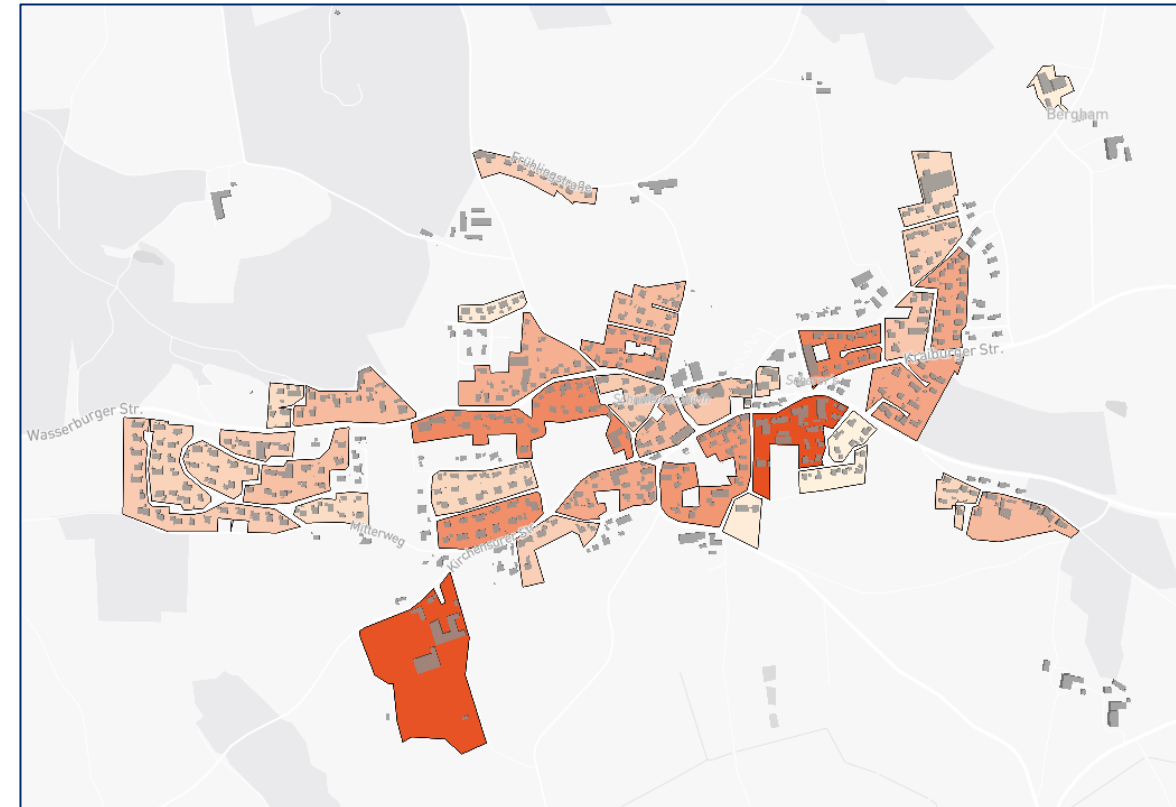 Bergham
Frühlingstraße
Kraiburger Str.
Wasserburger Str.
Mitterweg
Kirchensurer Str.